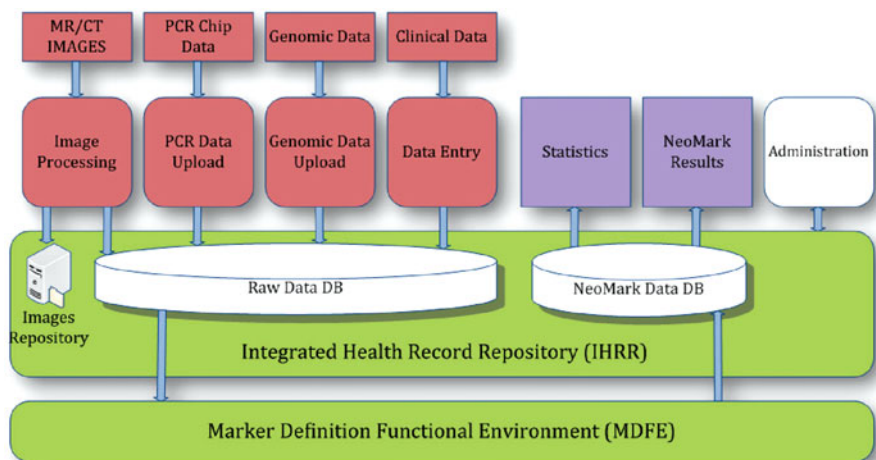 MR/CT
IMAGES
PCR Chip
Data
Genomic Data
Clinical Data
Image
Processing
PCR Data
Upload
Genomic Data
Upload
Data Entry
Statistics
NeoMark
Results
Administration
Images
Repository
Raw Data DB
NeoMark Data DB
Integrated Health Record Repository (IHRR)
Marker Definition Functional Environment (MDFE)